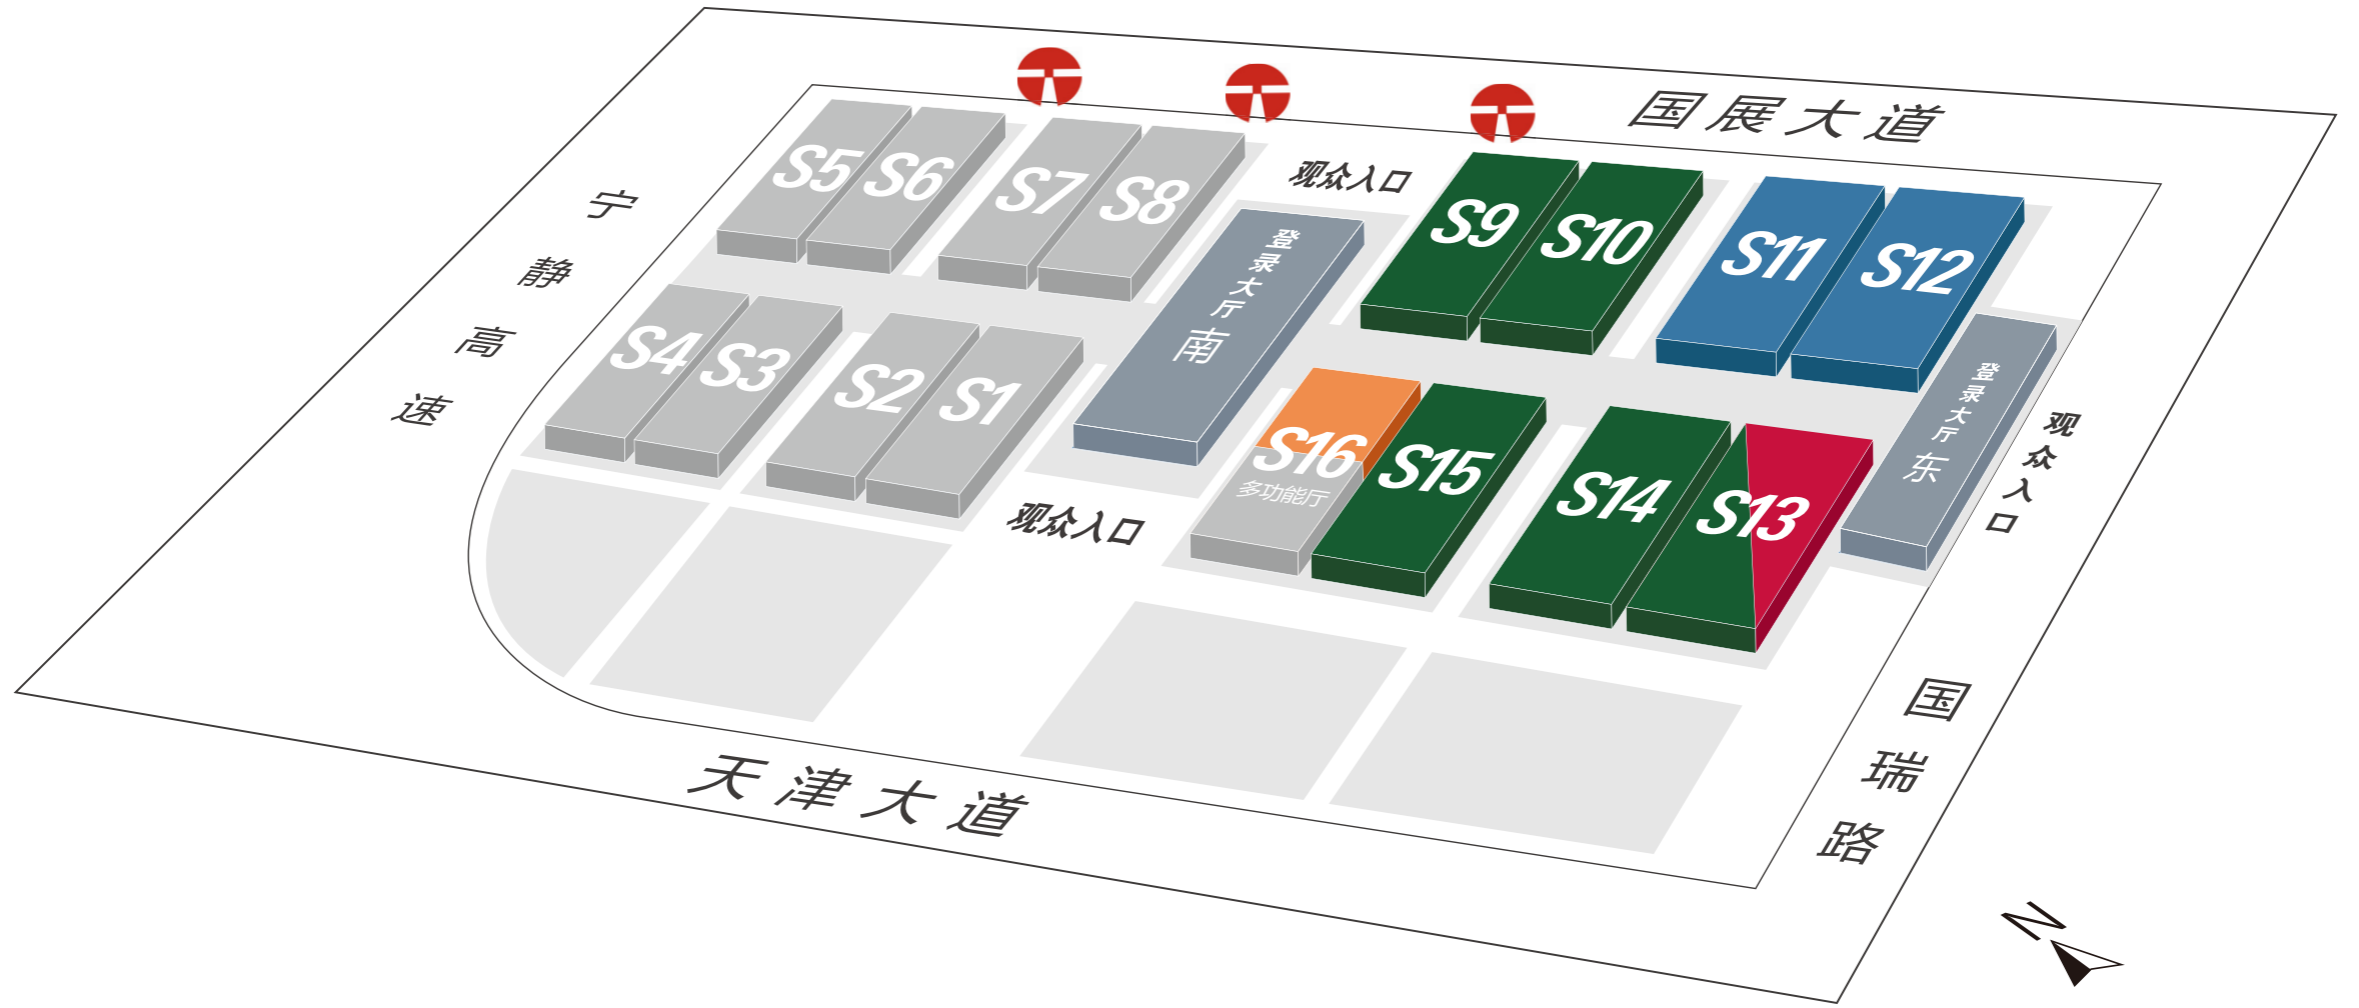 国展大道
宁静高速
S5
S6
S7
S8
观众入口
S9
S10
S11
S12
登录大厅
南
S4
S3
S2
S1
登录大厅
东
观众入口
S16
多功能厅
S15
S14
S13
观众入口
国瑞路
天津大道
N